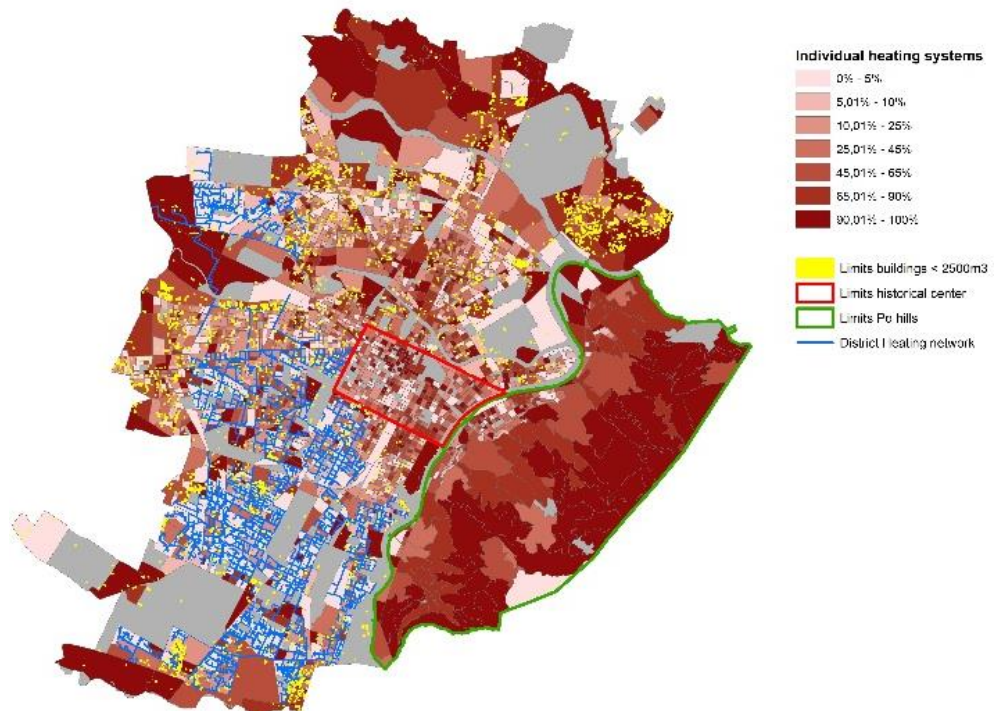 Individual heating systems
0% - 5%
5,01% - 10%
10,01% - 25%
25,01% - 45%
45,01% - 65%
65,01% - 90%
90,01% - 100%
Limits buildings < 2500m3
Limits historical center
Limits Po hills
District Heating network